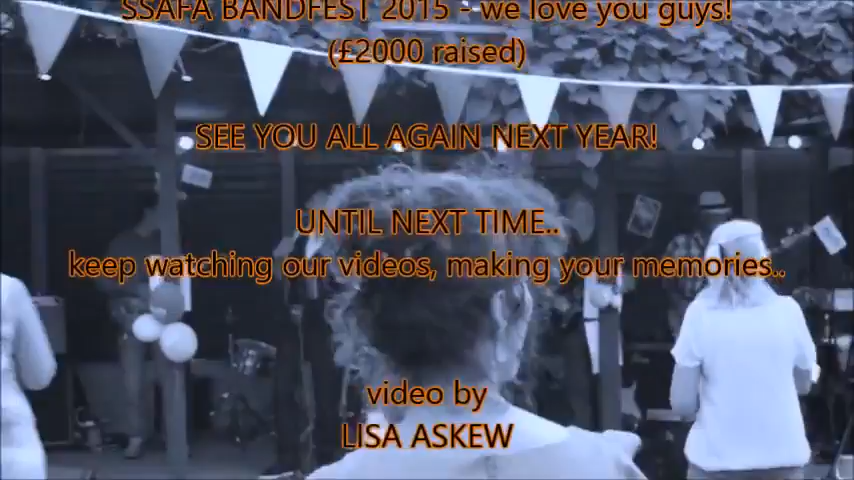 SSAFA BANDFEST 2015 - we love you guys!
(£2000 raised)
SEE YOU ALL AGAIN NEXT YEAR!
UNTIL NEXT TIME..
keep watching our videos, making your memories..
video by
LISA ASKEW